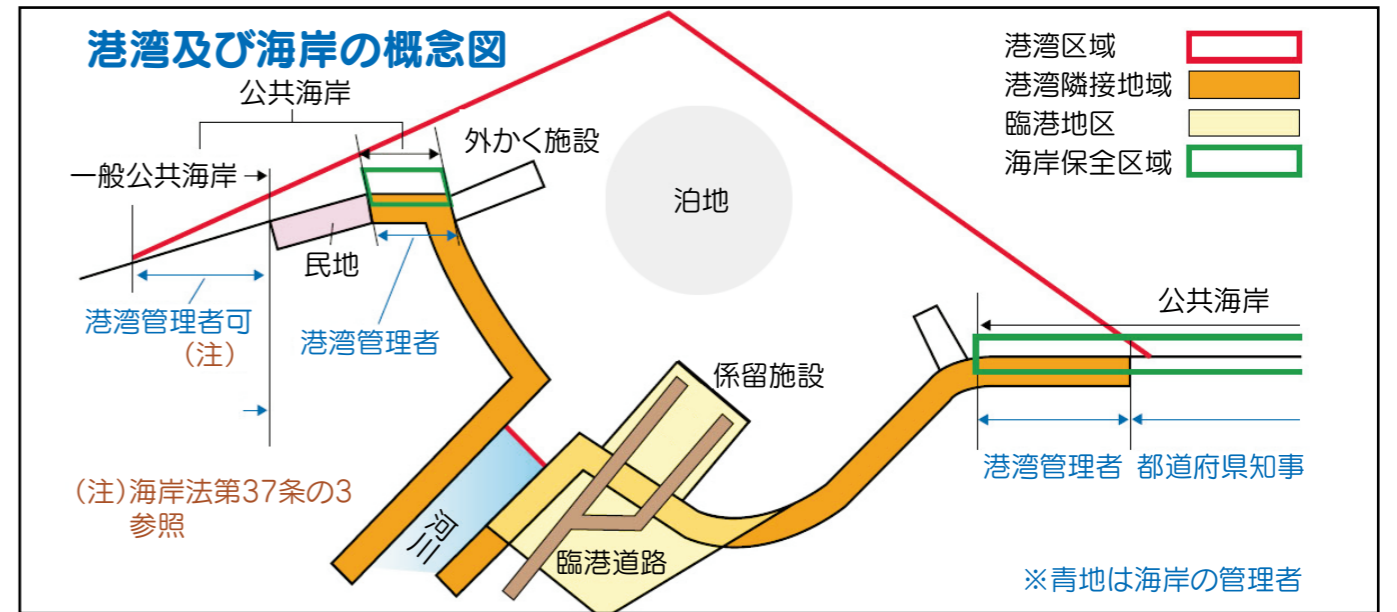 港湾及び海岸の概念図
公共海岸
一般公共海岸
外かく施設
民地
港湾管理者可
(注)
港湾管理者
泊地
港湾区域
港湾隣接地域
臨港地区
海岸保全区域
公共海岸
係留施設
港湾管理者
都道府県知事
河川
臨港道路
(注)海岸法第37条の3
参照
※青地は海岸の管理者